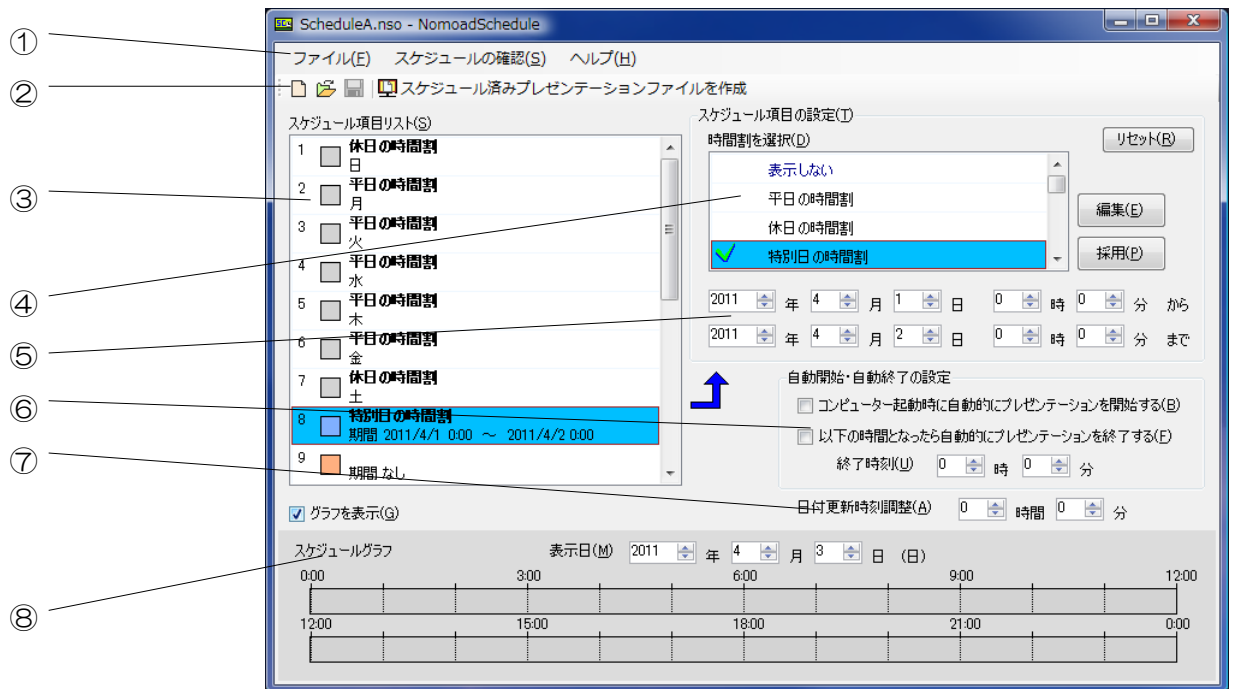 ScheduleA.nso - NomoadSchedule
①
ファイル(F) スケジュールの確認(S) ヘルプ(H)
②
スケジュール済みプレゼンテーションファイルを作成
スケジュール項目リスト(S)
1 休日の時間割
日
③
2 平日の時間割
月
3 平日の時間割
火
4 平日の時間割
水
④
5 平日の時間割
木
⑤
6 平日の時間割
金
7 休日の時間割
土
⑥
8 特別日の時間割
期間 2011/4/1 0:00 ～ 2011/4/2 0:00
⑦
9
期間 なし
スケジュール項目の設定(T)
時間割を選択(D)
リセット(R)
表示しない
平日の時間割
休日の時間割
特別日の時間割
編集(E)
採用(P)
2011 年 4 月 1 日 0 時 0 分 から
2011 年 4 月 2 日 0 時 0 分 まで
自動開始・自動終了の設定
コンピューター起動時に自動的にプレゼンテーションを開始する(B)
以下の時間となったら自動的にプレゼンテーションを終了する(F)
終了時刻(U) 0 時 0 分
日付更新時刻調整(A) 0 時間 0 分
グラフを表示(G)
スケジュールグラフ 表示日(M) 2011 年 4 月 3 日 (日)
⑧
0:00 3:00 6:00 9:00 12:00
12:00 15:00 18:00 21:00 0:00